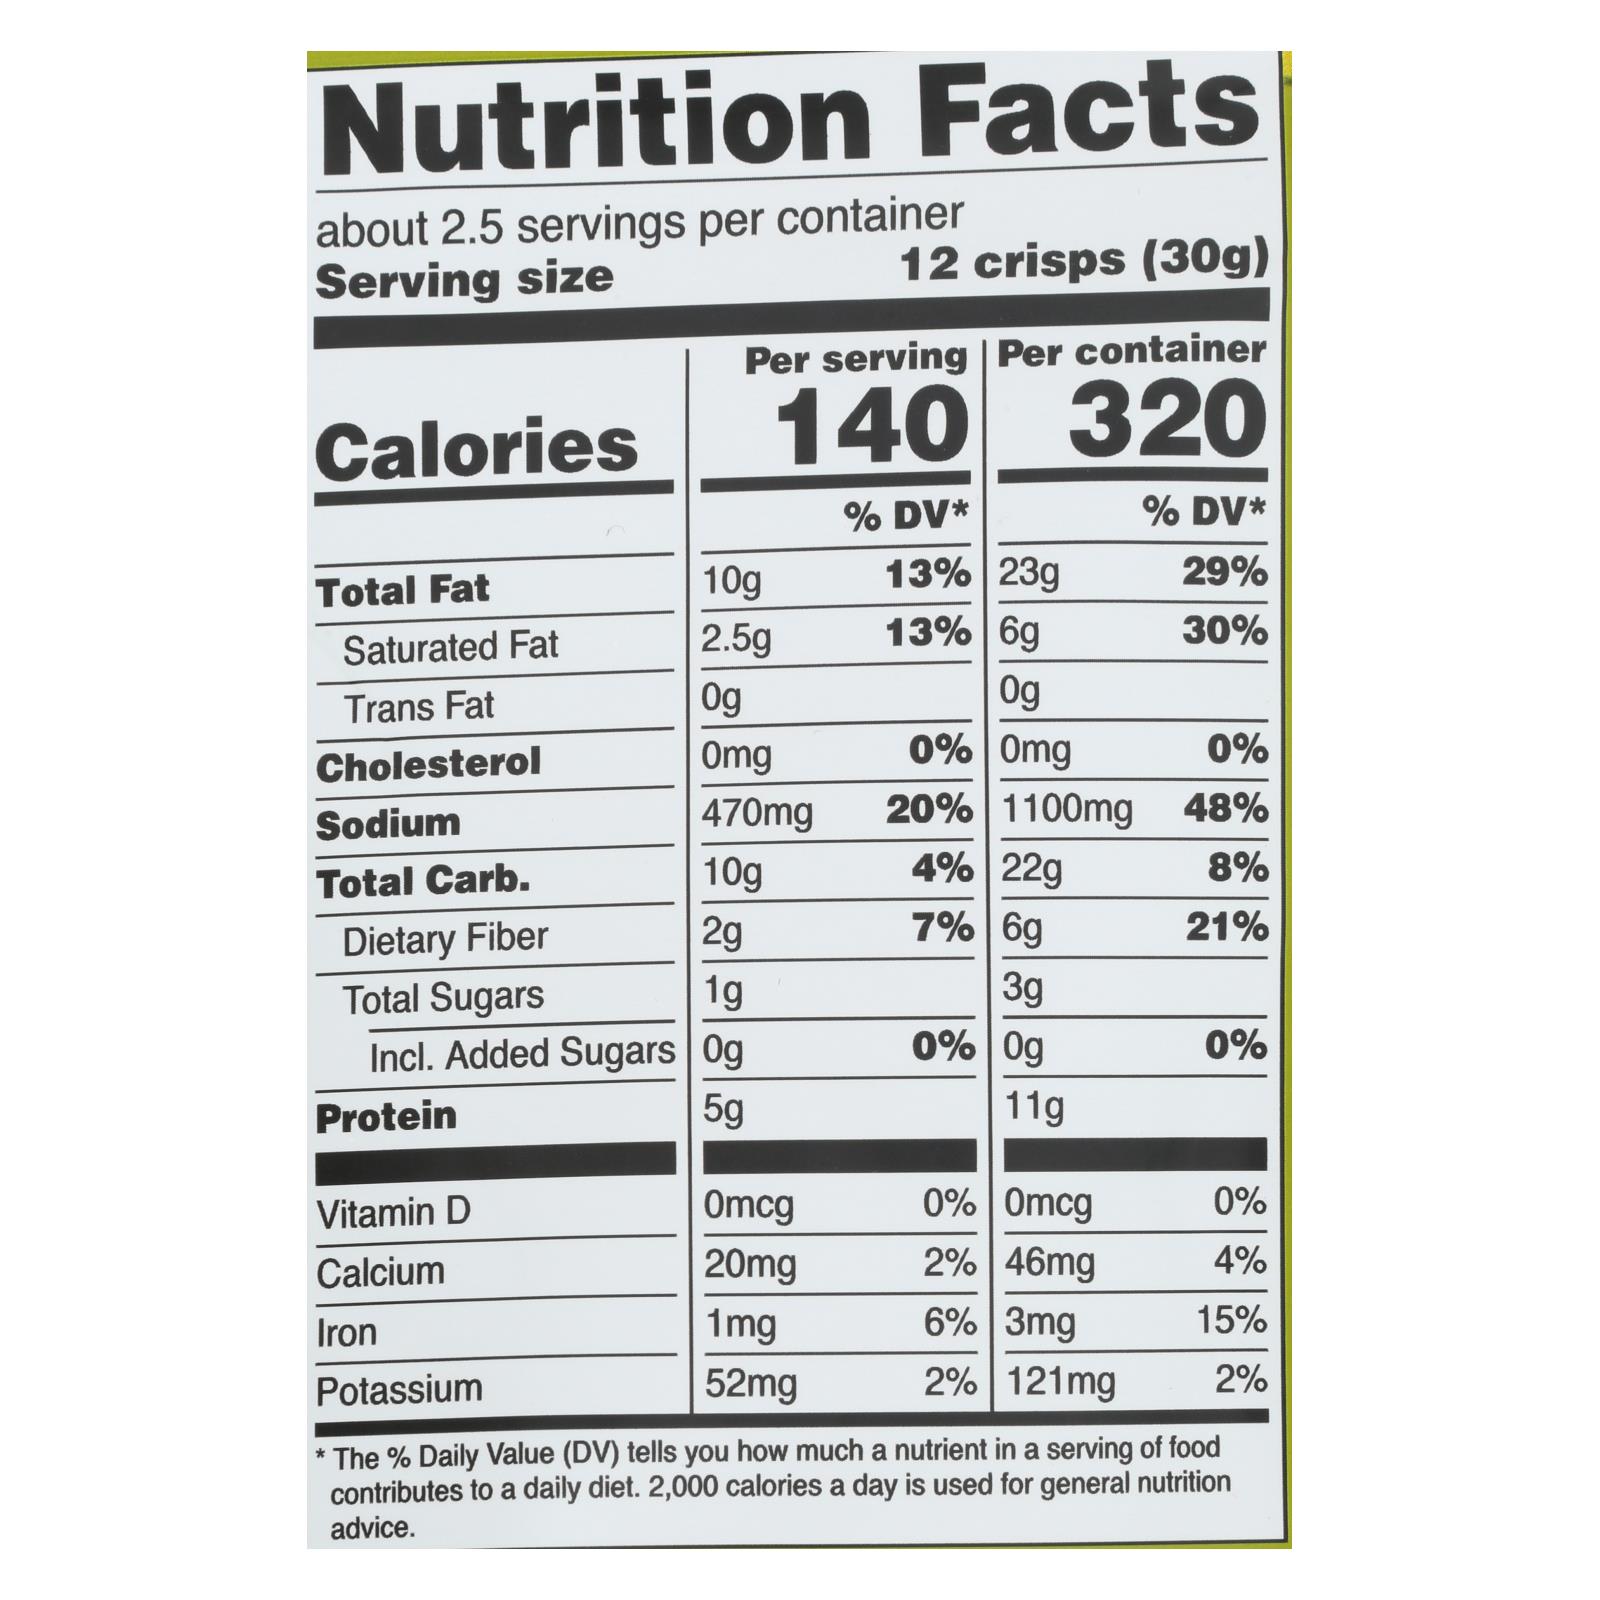 Nutrition Facts
about 2.5 servings per container
Serving size 12 crisps (30g)
Per serving Per container
Calories 140 320
% DV* % DV*
Total Fat 10g 13% 23g 29%
Saturated Fat 2.5g 13% 6g 30%
Trans Fat 0g 0g
Cholesterol 0mg 0% 0mg 0%
Sodium 470mg 20% 1100mg 48%
Total Carb. 10g 4% 22g 8%
Dietary Fiber 2g 7% 6g 21%
Total Sugars 1g 3g
Incl. Added Sugars 0g 0% 0g 0%
Protein 5g 11g
Vitamin D 0mcg 0% 0mcg 0%
Calcium 20mg 2% 46mg 4%
Iron 1mg 6% 3mg 15%
Potassium 52mg 2% 121mg 2%
* The % Daily Value (DV) tells you how much a nutrient in a serving of food
contributes to a daily diet. 2,000 calories a day is used for general nutrition
advice.